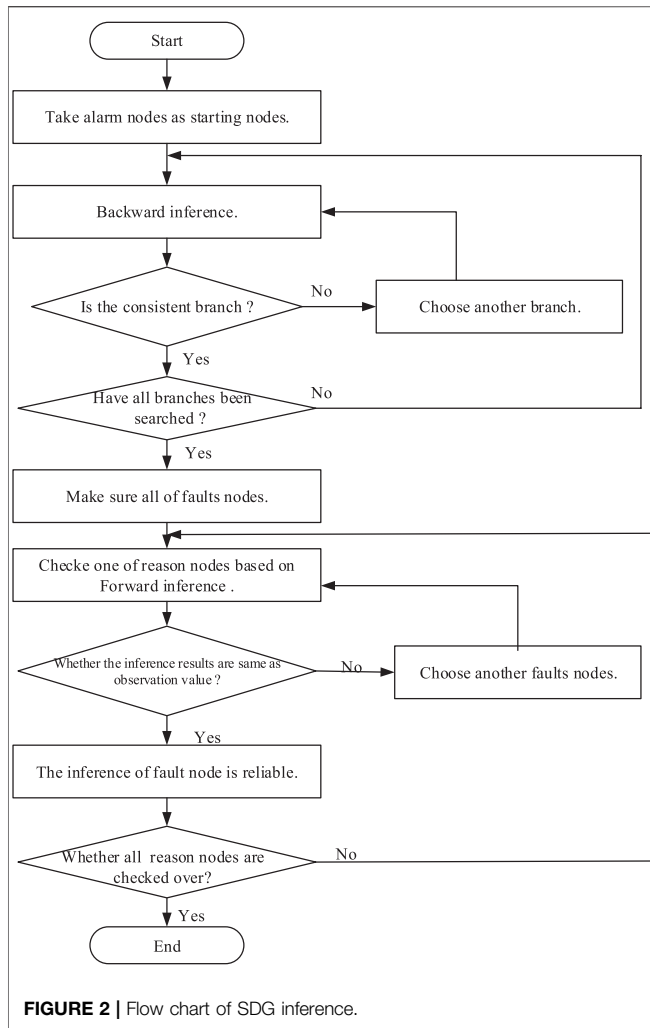 Start
Take alarm nodes as starting nodes.
Backward inference.
Is the consistent branch ?
No
Choose another branch.
Yes
Have all branches been
searched ?
No
Yes
Make sure all of faults nodes.
Checke one of reason nodes based on
Forward inference .
Whether the inference results are same as
observation value ?
No
Choose another faults nodes.
Yes
The inference of fault node is reliable.
Whether all reason nodes are
checked over?
No
Yes
End
FIGURE 2 | Flow chart of SDG inference.